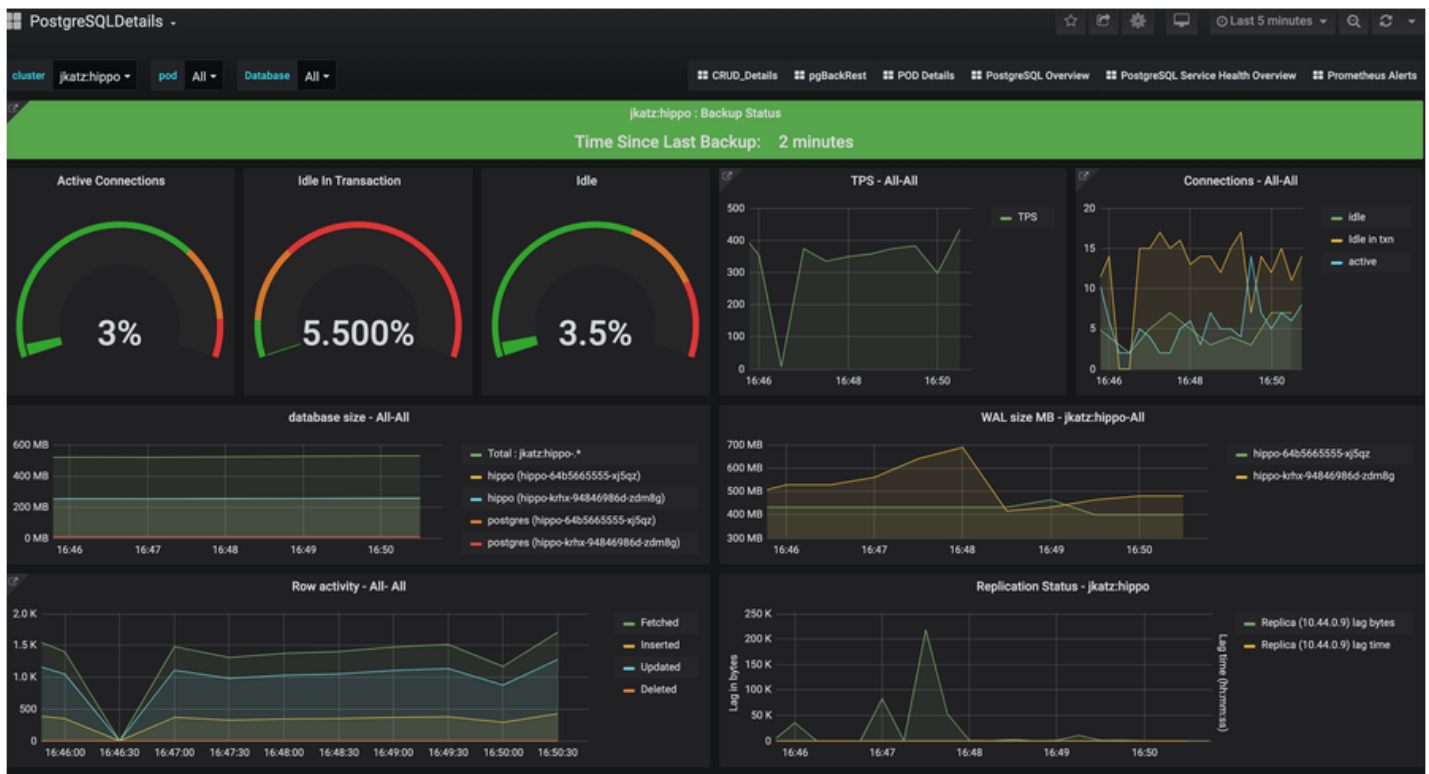 PostgreSQLDetails
Last 5 minutes
cluster jkatz:hippo pod All Database All
CRUD_Details pgBackRest POD Details PostgreSQL Overview PostgreSQL Service Health Overview Prometheus Alerts
jkatz:hippo : Backup Status
Time Since Last Backup: 2 minutes
Active Connections
3%
Idle In Transaction
5.500%
Idle
3.5%
TPS - All-All
500
400
300
200
100
0
16:46 16:48 16:50
TPS
Connections - All-All
20
15
10
5
0
16:46 16:48 16:50
idle
Idle in txn
active
database size - All-All
600 MB
400 MB
200 MB
0 MB
16:46 16:47 16:48 16:49 16:50
Total : jkatz:hippo-.*
hippo (hippo-64b5665555-xj5qz)
hippo (hippo-krhx-94846986d-zdm8g)
postgres (hippo-64b5665555-xj5qz)
postgres (hippo-krhx-94846986d-zdm8g)
WAL size MB - jkatz:hippo-All
700 MB
600 MB
500 MB
400 MB
300 MB
16:46 16:47 16:48 16:49 16:50
hippo-64b5665555-xj5qz
hippo-krhx-94846986d-zdm8g
Row activity - All- All
2.0 K
1.5 K
1.0 K
500
0
16:46:00 16:46:30 16:47:00 16:47:30 16:48:00 16:48:30 16:49:00 16:49:30 16:50:00 16:50:30
Fetched
Inserted
Updated
Deleted
Replication Status - jkatz:hippo
Lag in bytes
250 K
200 K
150 K
100 K
50 K
0
16:46 16:47 16:48 16:49 16:50
Lag time (hh:mm:ss)
Replica (10.44.0.9) lag bytes
Replica (10.44.0.9) lag time